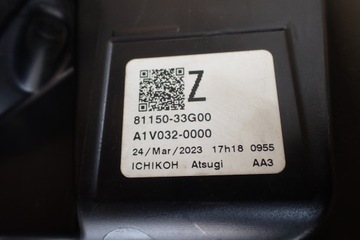 Z
81150-33G00
A1V032-0000
24/Mar/2023 17h18 0955
ICHIKOH Atsugi AA3